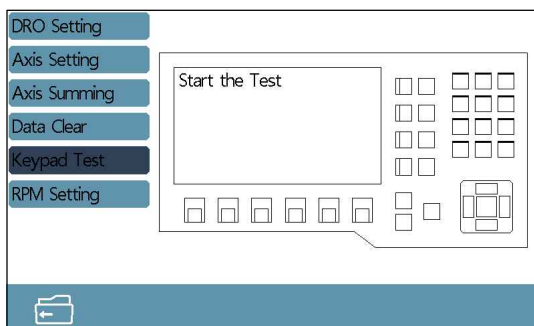 DRO Setting
Axis Setting
Axis Summing
Data Clear
Keypad Test
RPM Setting
Start the Test